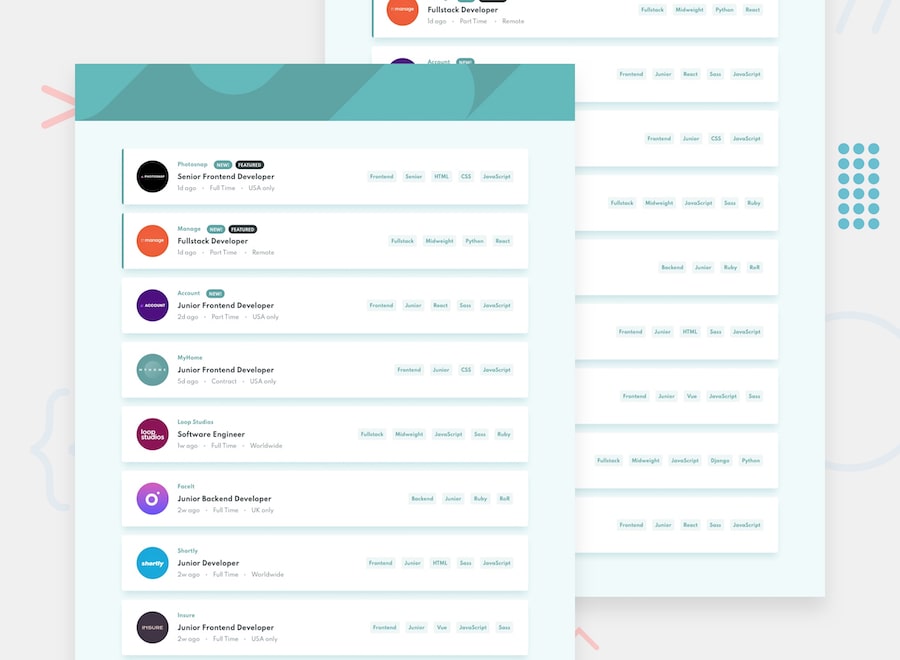 manage
Fullstack Developer
1d ago • Part Time • Remote
Fullstack Midweight Python React
Account NEW!
Frontend Junior React Sass JavaScript
Frontend Junior CSS JavaScript
Fullstack Midweight JavaScript Sass Ruby
Backend Junior Ruby RoR
Frontend Junior HTML Sass JavaScript
Frontend Junior Vue JavaScript Sass
Fullstack Midweight JavaScript Django Python
Frontend Junior React Sass JavaScript
PHOTOSNAP
Photosnap NEW! FEATURED
Senior Frontend Developer
1d ago • Full Time • USA only
Frontend Senior HTML CSS JavaScript
manage
Manage NEW! FEATURED
Fullstack Developer
1d ago • Part Time • Remote
Fullstack Midweight Python React
ACCOUNT
Account NEW!
Junior Frontend Developer
2d ago • Part Time • USA only
Frontend Junior React Sass JavaScript
MYHOME
MyHome
Junior Frontend Developer
5d ago • Contract • USA only
Frontend Junior CSS JavaScript
loop
studios
Loop Studios
Software Engineer
1w ago • Full Time • Worldwide
Fullstack Midweight JavaScript Sass Ruby
FaceIt
Junior Backend Developer
2w ago • Full Time • UK only
Backend Junior Ruby RoR
shortly
Shortly
Junior Developer
2w ago • Full Time • Worldwide
Frontend Junior HTML Sass JavaScript
INSURE
Insure
Junior Frontend Developer
2w ago • Full Time • USA only
Frontend Junior Vue JavaScript Sass